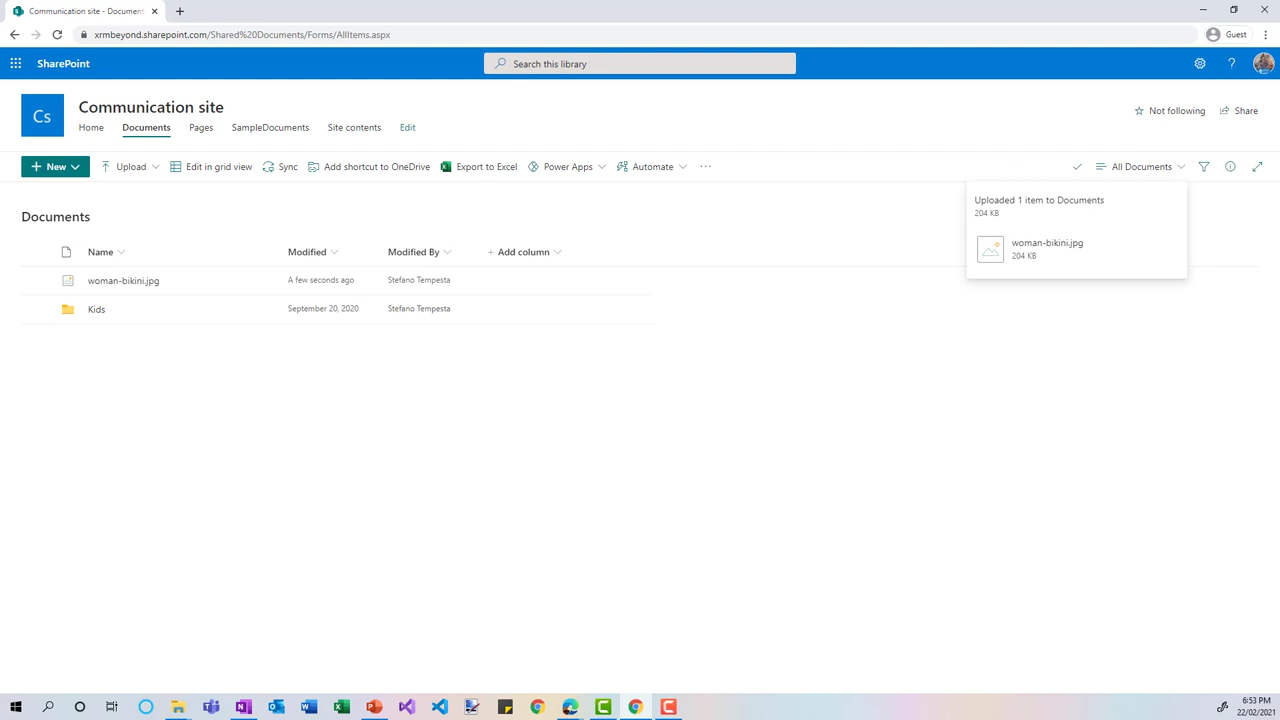 Communication site - Documents
xrmbeyond.sharepoint.com/Shared%20Documents/Forms/AllItems.aspx
Guest
SharePoint
Search this library
?
Cs
Communication site
Not following
Share
Home
Documents
Pages
SampleDocuments
Site contents
Edit
New
Upload
Edit in grid view
Sync
Add shortcut to OneDrive
Export to Excel
Power Apps
Automate
...
All Documents
Uploaded 1 item to Documents
204 KB
woman-bikini.jpg
204 KB
Documents
Name
Modified
Modified By
+ Add column
woman-bikini.jpg
A few seconds ago
Stefano Tempesta
Kids
September 20, 2020
Stefano Tempesta
6:53 PM
22/02/2021